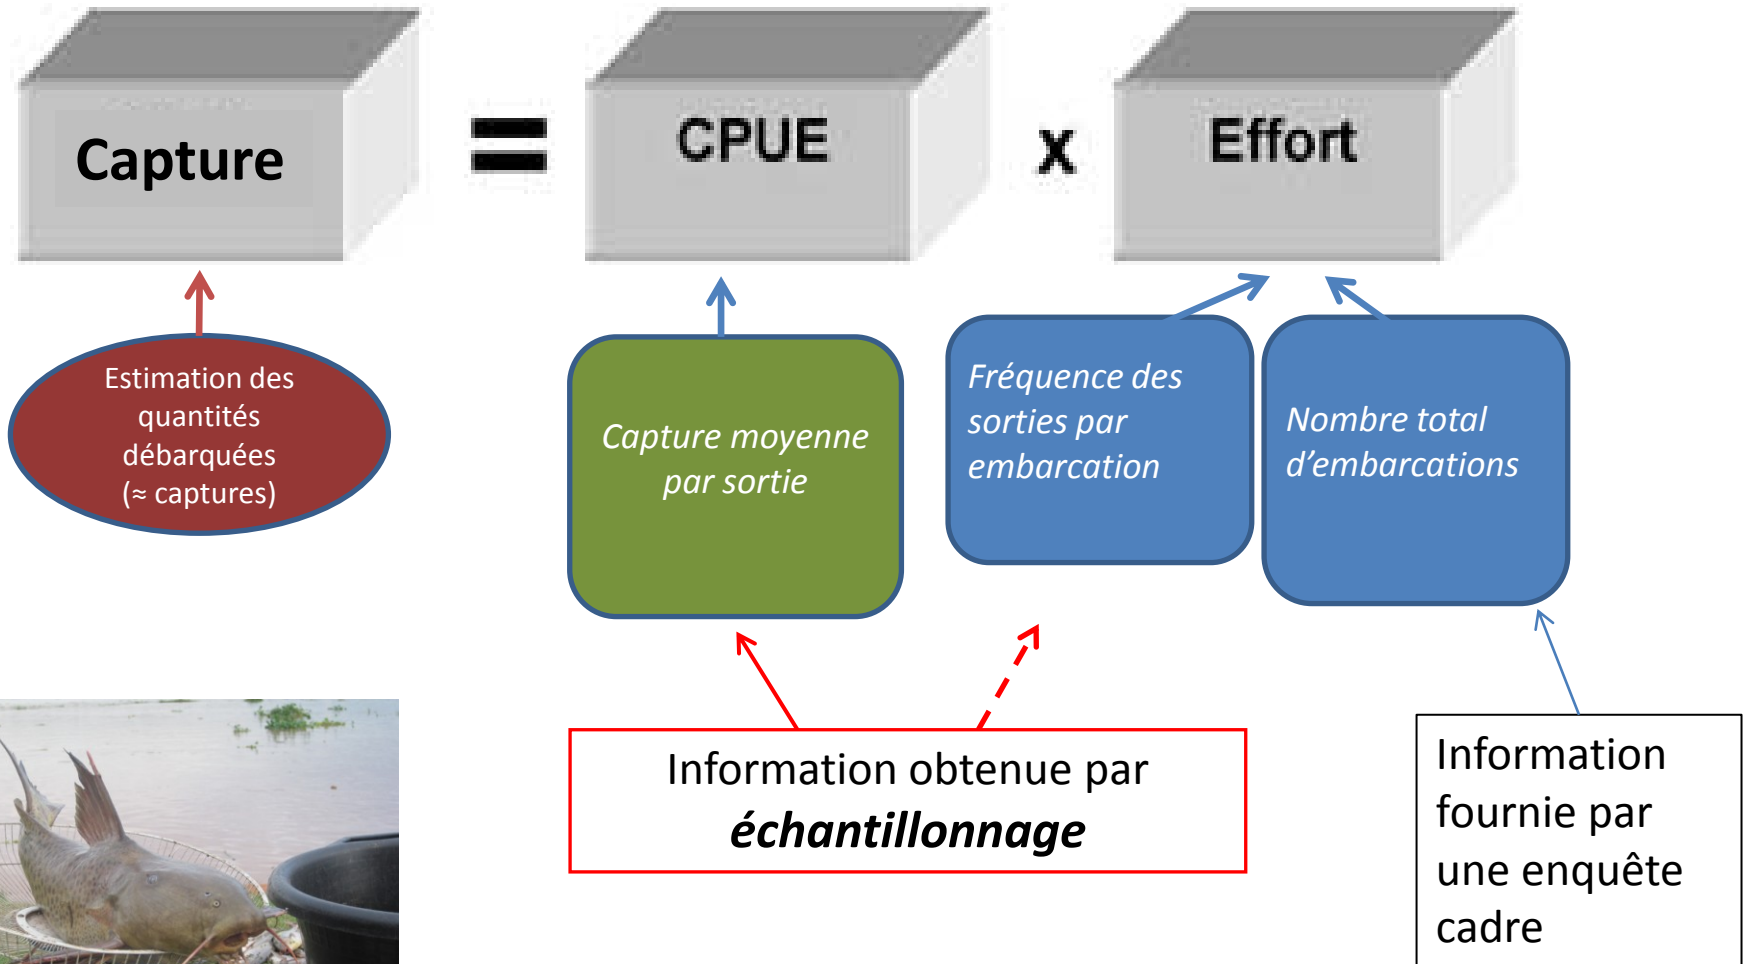 Capture
=
CPUE
x
Effort
Estimation des
quantités
débarquées
(≈ captures)
Capture moyenne
par sortie
Fréquence des
sorties par
embarcation
Nombre total
d’embarcations
Information obtenue par
échantillonnage
Information
fournie par
une enquête
cadre